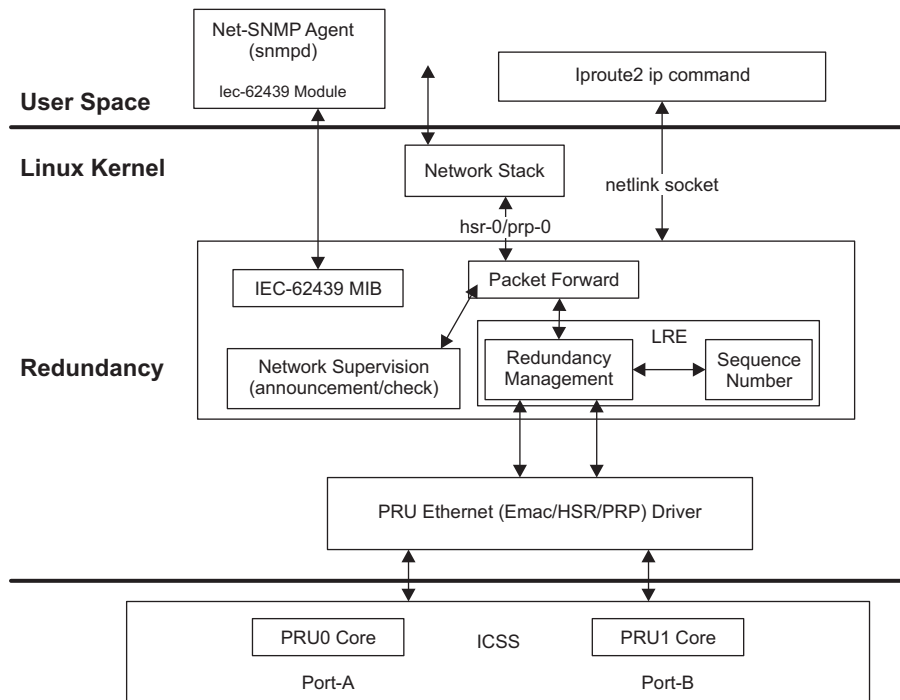 Net-SNMP Agent
(snmpd)
Iec-62439 Module
Iproute2 ip command
User Space
Linux Kernel
Network Stack
netlink socket
hsr-0/prp-0
Packet Forward
IEC-62439 MIB
LRE
Redundancy
Network Supervision
(announcement/check)
Redundancy
Management
Sequence
Number
PRU Ethernet (Emac/HSR/PRP) Driver
PRU0 Core
ICSS
PRU1 Core
Port-A
Port-B